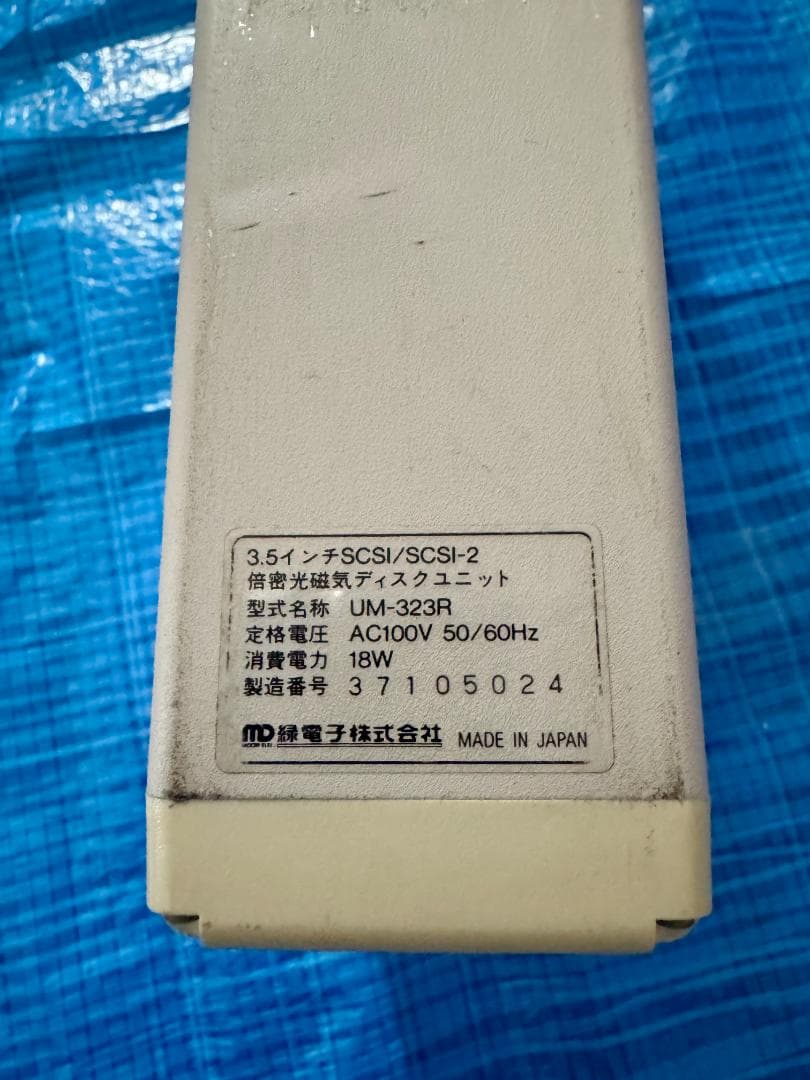 3.5インチSCSI/SCSI-2
倍密光磁気ディスクユニット
型式名称 UM-323R
定格電圧 AC100V 50/60Hz
消費電力 18W
製造番号 37105024
MD 緑電子株式会社 MADE IN JAPAN